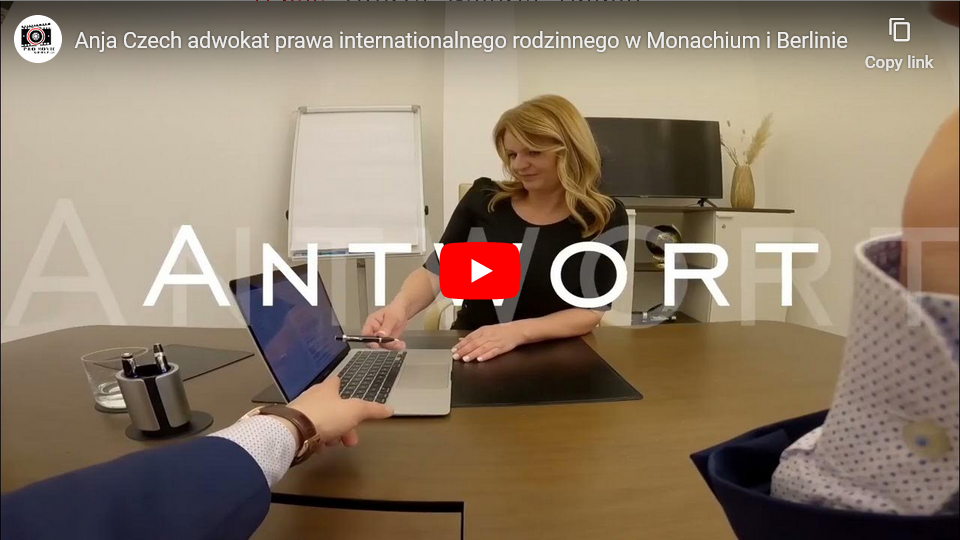 Anja Czech adwokat prawa internationalnego rodzinnego w Monachium i Berlinie
Copy link
ANTWORT